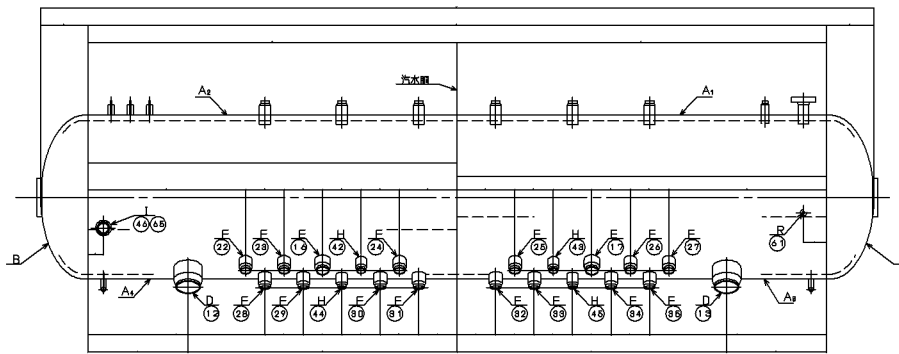 A₂
汽水胴
A₁
I
46 65
F
22
F
23
E
16
H
42
F
24
F
25
H
43
E
17
F
26
F
27
R
61
B
A₄
D
12
F
28
F
29
H
44
F
30
F
31
F
32
F
33
H
45
F
34
F
35
D
13
A₃